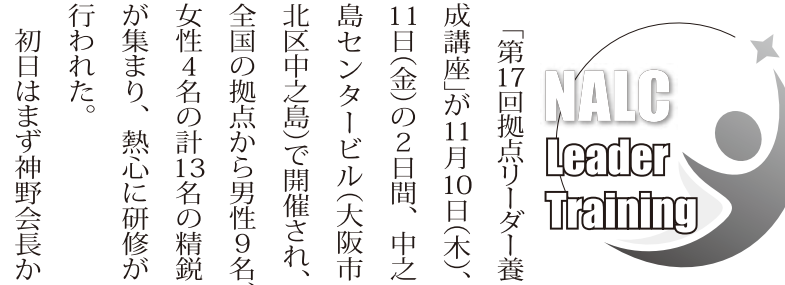 NALC
Leader
Training
「第17回拠点リーダー養
成講座」が11月10日(木)、
11日(金)の2日間、中之
島センタービル(大阪市
北区中之島)で開催され、
全国の拠点から男性9名、
女性4名の計13名の精鋭
が集まり、熱心に研修が
行われた。
初日はまず神野会長か